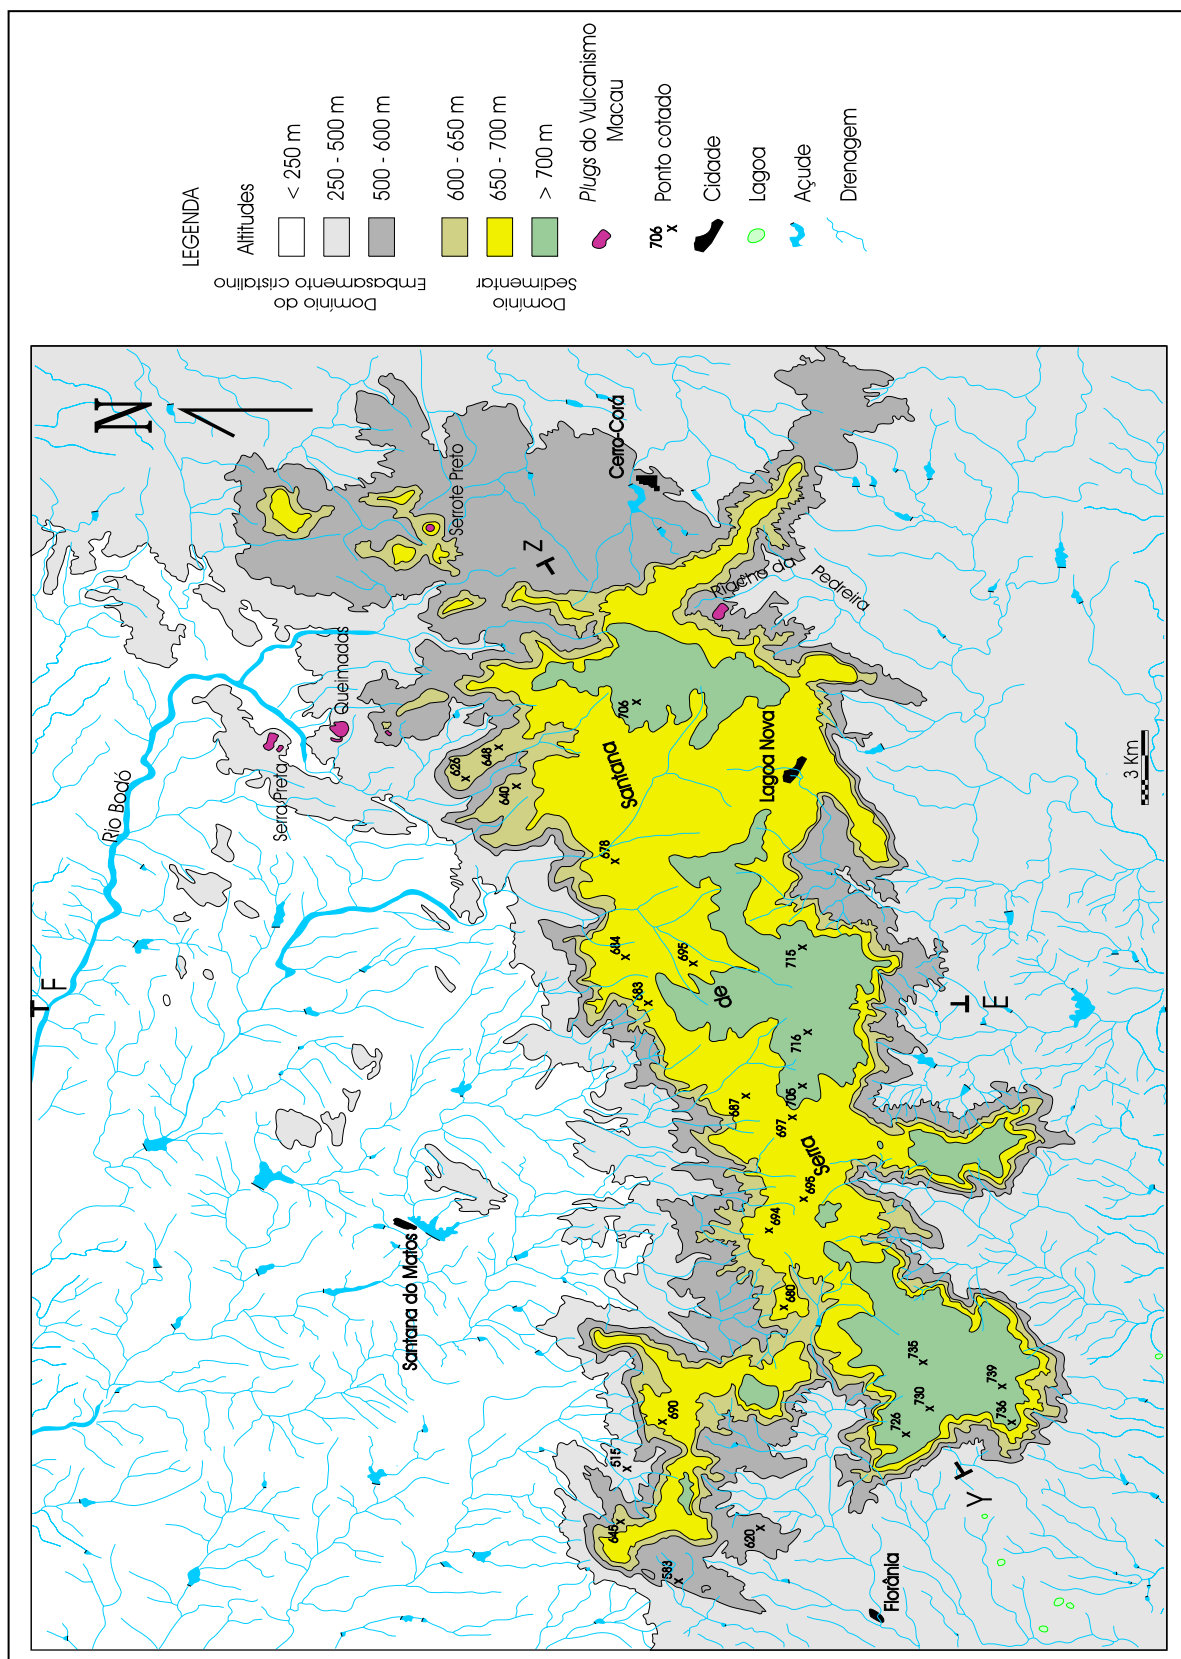 LEGENDA
Altitudes
Domínio do
Embasamento cristalino
< 250 m
250 - 500 m
500 - 600 m
Domínio
Sedimentar
600 - 650 m
650 - 700 m
> 700 m
Plugs do Vulcanismo
Macau
706
x
Ponto cotado
Cidade
Lagoa
Açude
Drenagem
N
Serrote Preto
Cerro-Corá
Z
Riacho da
Pedreira
Queimadas
Serra Preta
Rio Bodó
626
648
640
706
Santana
Lagoa Nova
678
3 Km
684
695
683
715
de
716
F
E
705
687
697
Serra
695
694
680
Santana do Matos
735
739
730
736
726
690
515
645
620
583
Y
Florânia